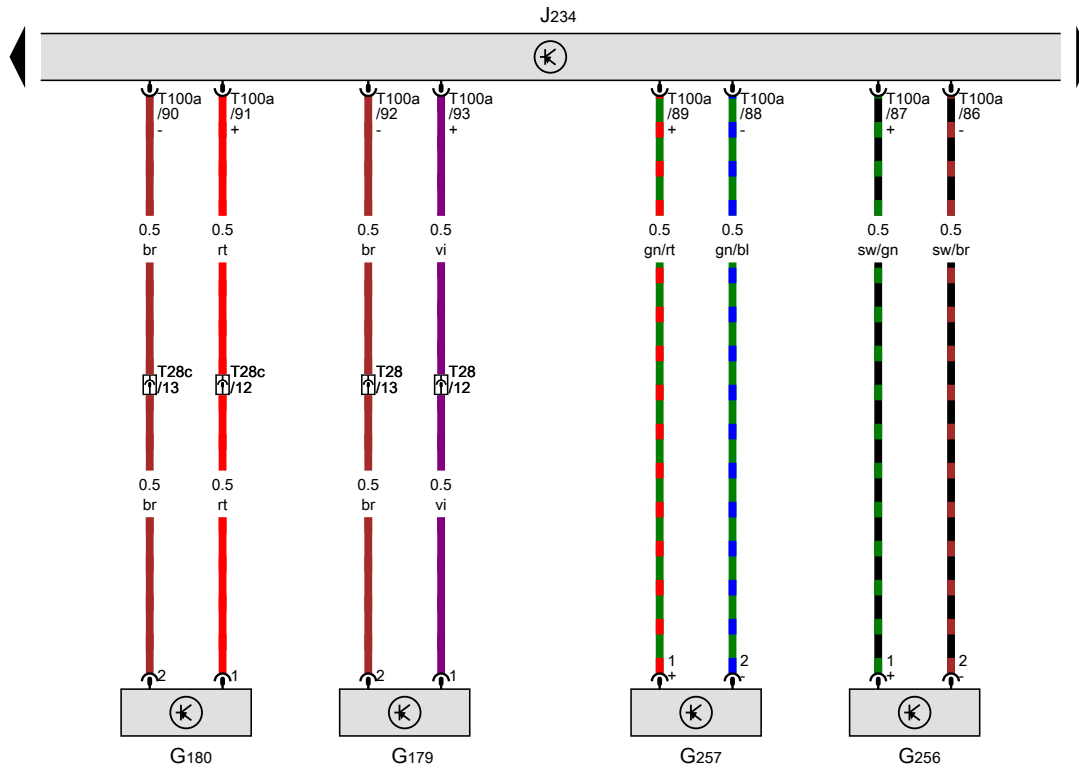 J234
T100a T100a T100a T100a T100a T100a T100a T100a
/90 /91 /92 /93 /89 /88 /87 /86
- + - + + - + -
0.5 0.5 0.5 0.5 0.5 0.5 0.5 0.5
br rt br vi gn/rt gn/bl sw/gn sw/br
T28c T28c T28 T28
/13 /12 /13 /12
0.5 0.5 0.5 0.5
br rt br vi
1 2 1 2
2 1 2 1 + - + -
G180 G179 G257 G256